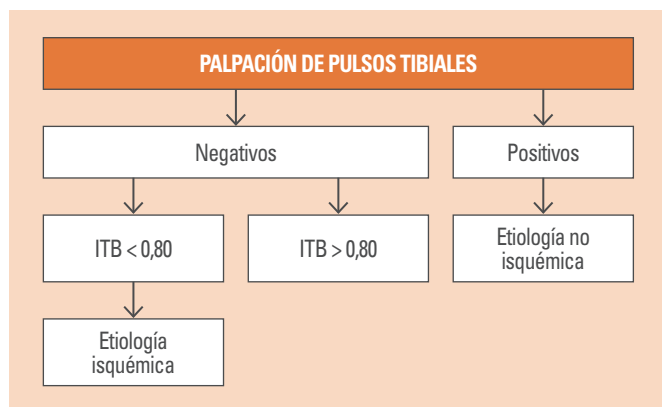 PALPACIÓN DE PULSOS TIBIALES
Negativos
Positivos
ITB < 0,80
ITB > 0,80
Etiología no
isquémica
Etiología
isquémica